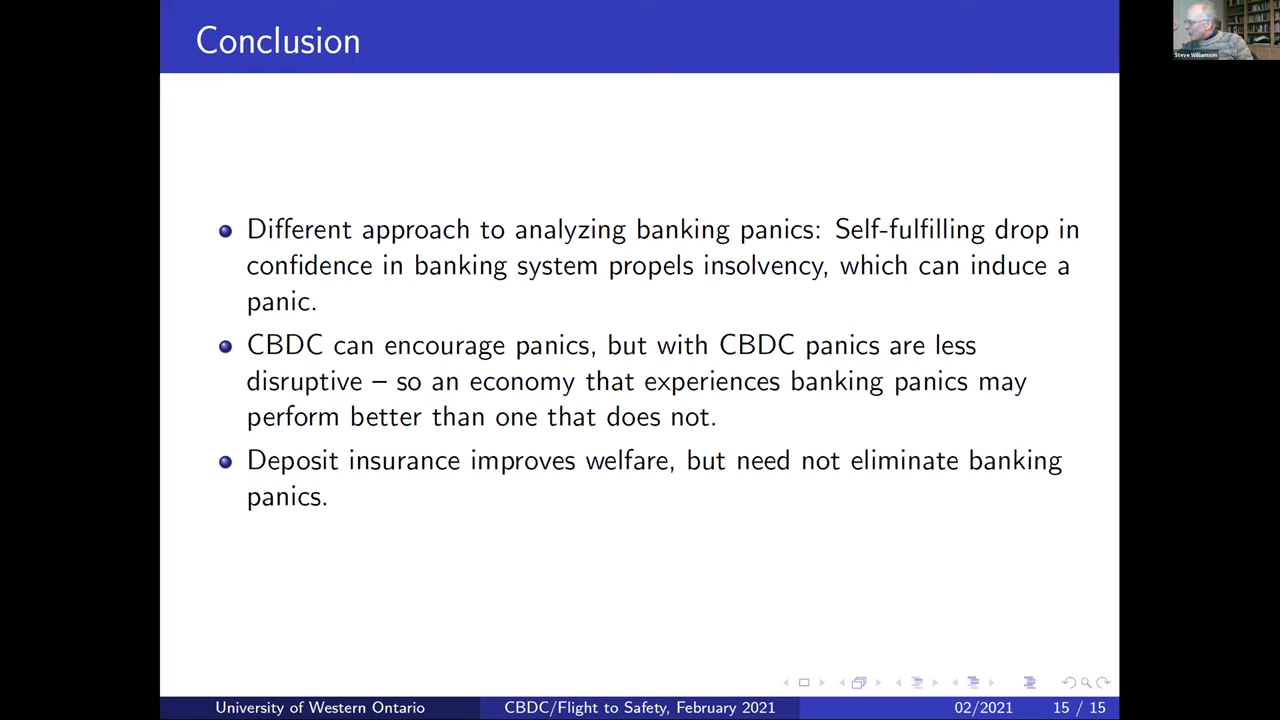 Conclusion
Steve Williamson
Different approach to analyzing banking panics: Self-fulfilling drop in
confidence in banking system propels insolvency, which can induce a
panic.
CBDC can encourage panics, but with CBDC panics are less
disruptive – so an economy that experiences banking panics may
perform better than one that does not.
Deposit insurance improves welfare, but need not eliminate banking
panics.
University of Western Ontario
CBDC/Flight to Safety, February 2021
02/2021
15 / 15